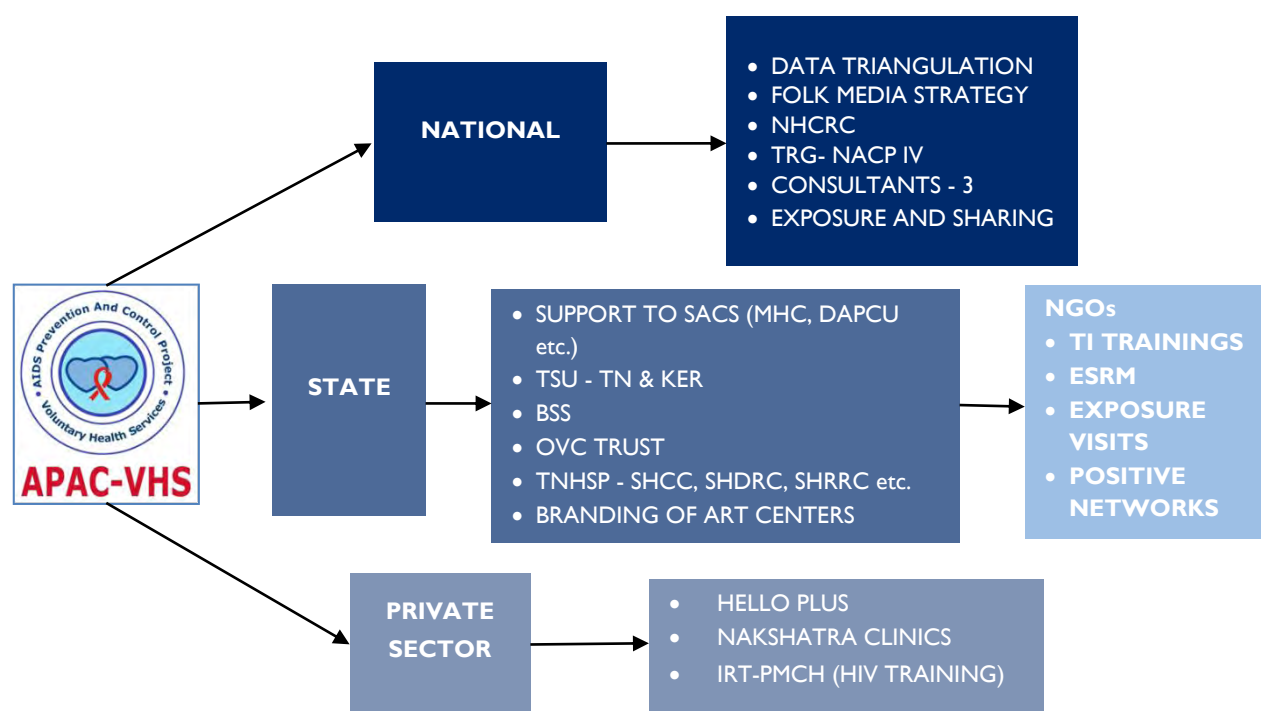 NATIONAL
• DATA TRIANGULATION
• FOLK MEDIA STRATEGY
• NHCRC
• TRG- NACP IV
• CONSULTANTS - 3
• EXPOSURE AND SHARING
• AIDS Prevention And Control Project •
Voluntary Health Services
APAC-VHS
STATE
• SUPPORT TO SACS (MHC, DAPCU
etc.)
• TSU - TN & KER
• BSS
• OVC TRUST
• TNHSP - SHCC, SHDRC, SHRRC etc.
• BRANDING OF ART CENTERS
NGOs
• TI TRAININGS
• ESRM
• EXPOSURE
VISITS
• POSITIVE
NETWORKS
PRIVATE
SECTOR
• HELLO PLUS
• NAKSHATRA CLINICS
• IRT-PMCH (HIV TRAINING)